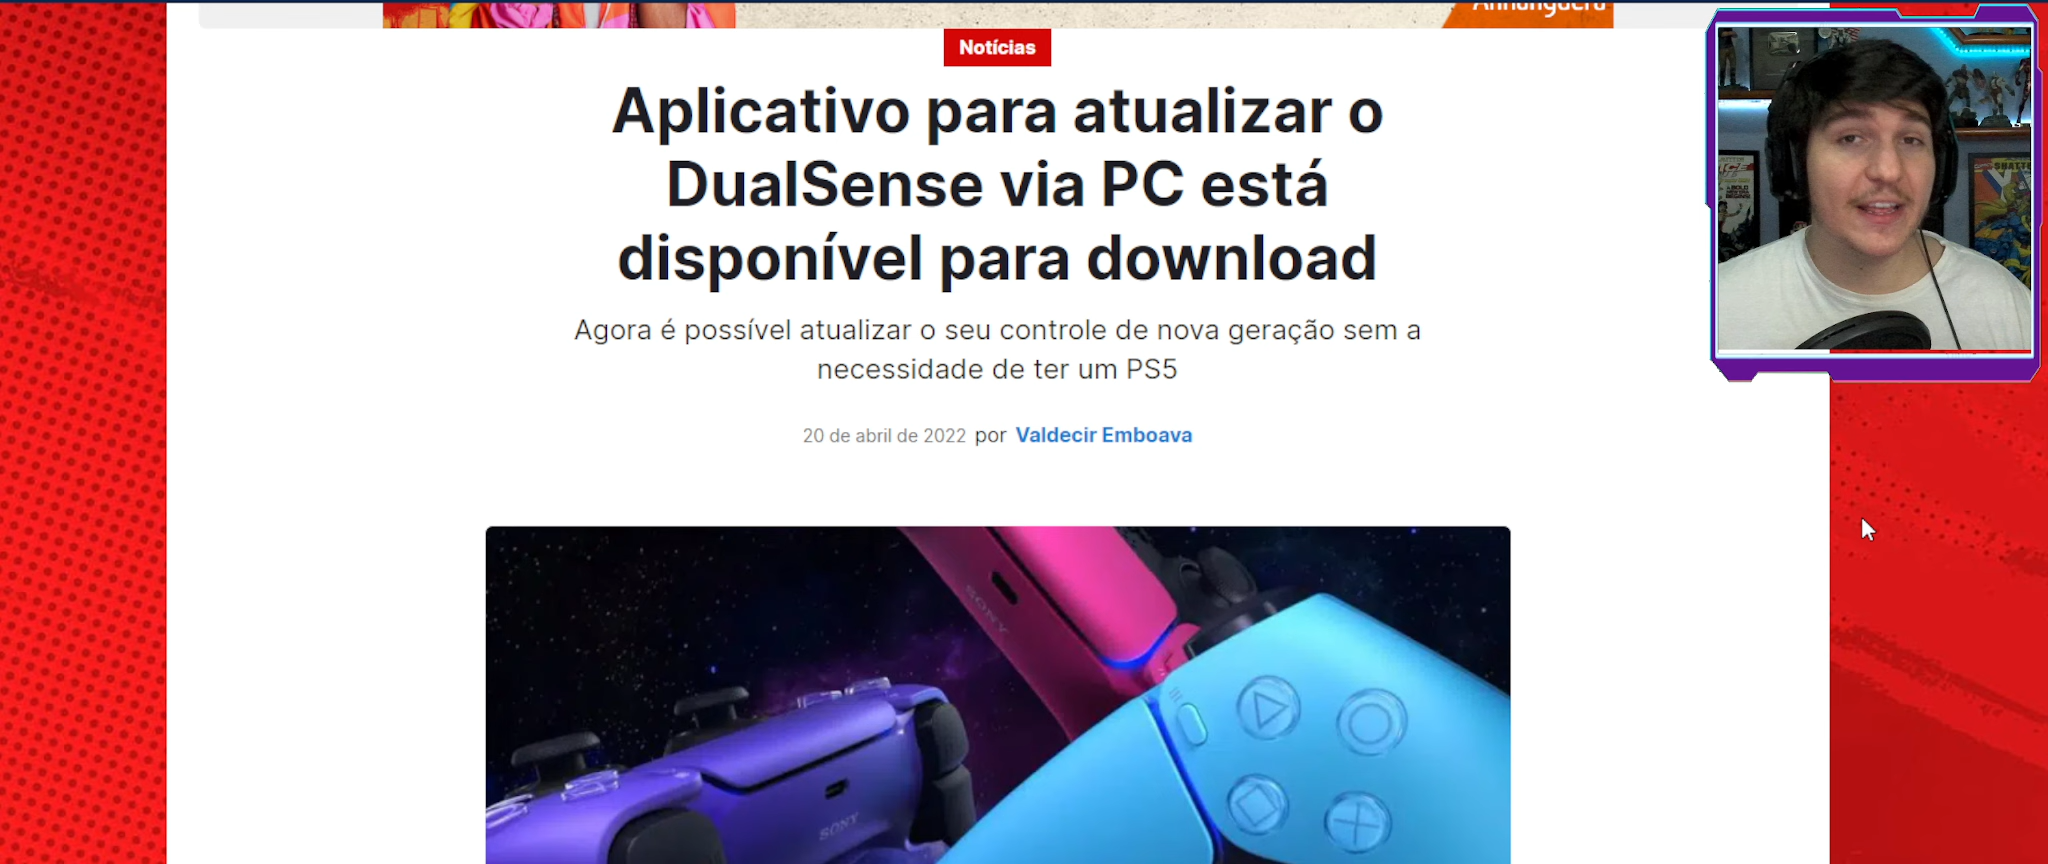 Anhanguera
Notícias
Aplicativo para atualizar o
DualSense via PC está
disponível para download
Agora é possível atualizar o seu controle de nova geração sem a
necessidade de ter um PS5
20 de abril de 2022 por Valdecir Emboava
SONY
SONY